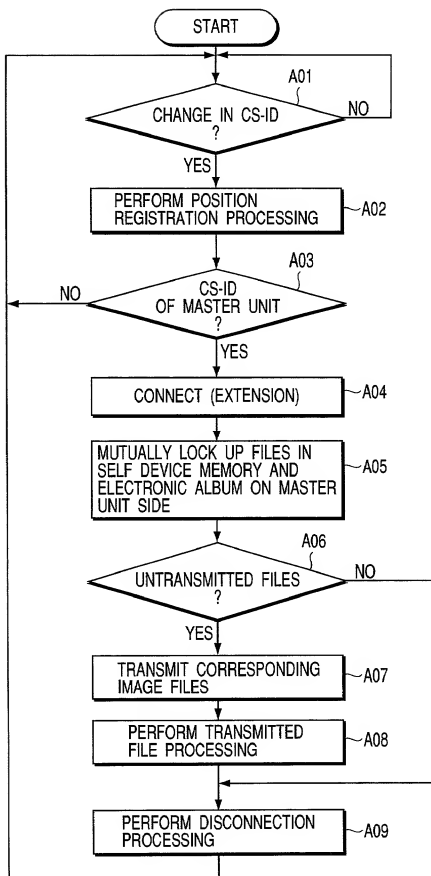 START
A01
CHANGE IN CS-ID
?
NO
YES
PERFORM POSITION
REGISTRATION PROCESSING
A02
A03
CS-ID
OF MASTER UNIT
?
NO
YES
CONNECT (EXTENSION)
A04
MUTUALLY LOCK UP FILES IN
SELF DEVICE MEMORY AND
ELECTRONIC ALBUM ON MASTER
UNIT SIDE
A05
A06
UNTRANSMITTED FILES
?
NO
YES
TRANSMIT CORRESPONDING
IMAGE FILES
A07
PERFORM TRANSMITTED
FILE PROCESSING
A08
PERFORM DISCONNECTION
PROCESSING
A09